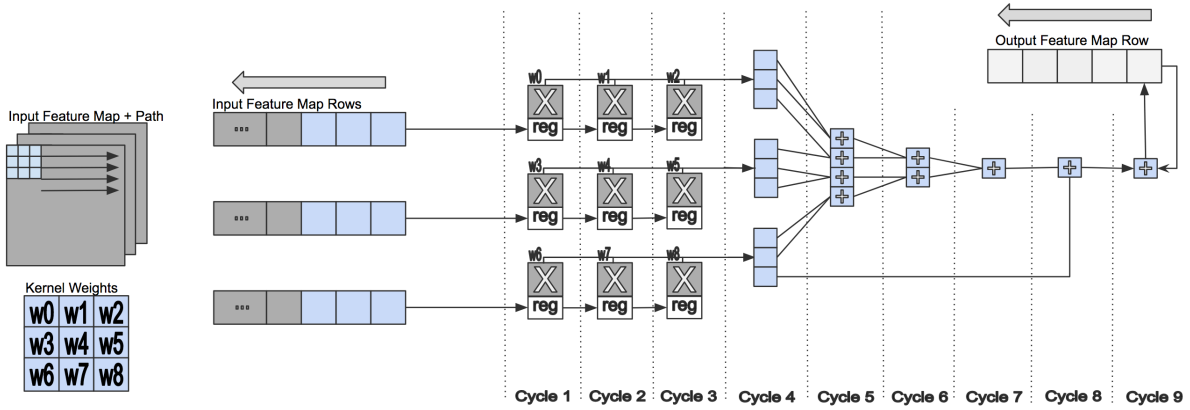 Output Feature Map Row
Input Feature Map + Path
Input Feature Map Rows
...
w0 w1 w2
X X X
reg reg reg
...
w3 w4 w5
X X X
reg reg reg
...
w6 w7 w8
X X X
reg reg reg
+
+ +
+ + + + +
+
Kernel Weights
w0 w1 w2
w3 w4 w5
w6 w7 w8
Cycle 1 Cycle 2 Cycle 3 Cycle 4 Cycle 5 Cycle 6 Cycle 7 Cycle 8 Cycle 9